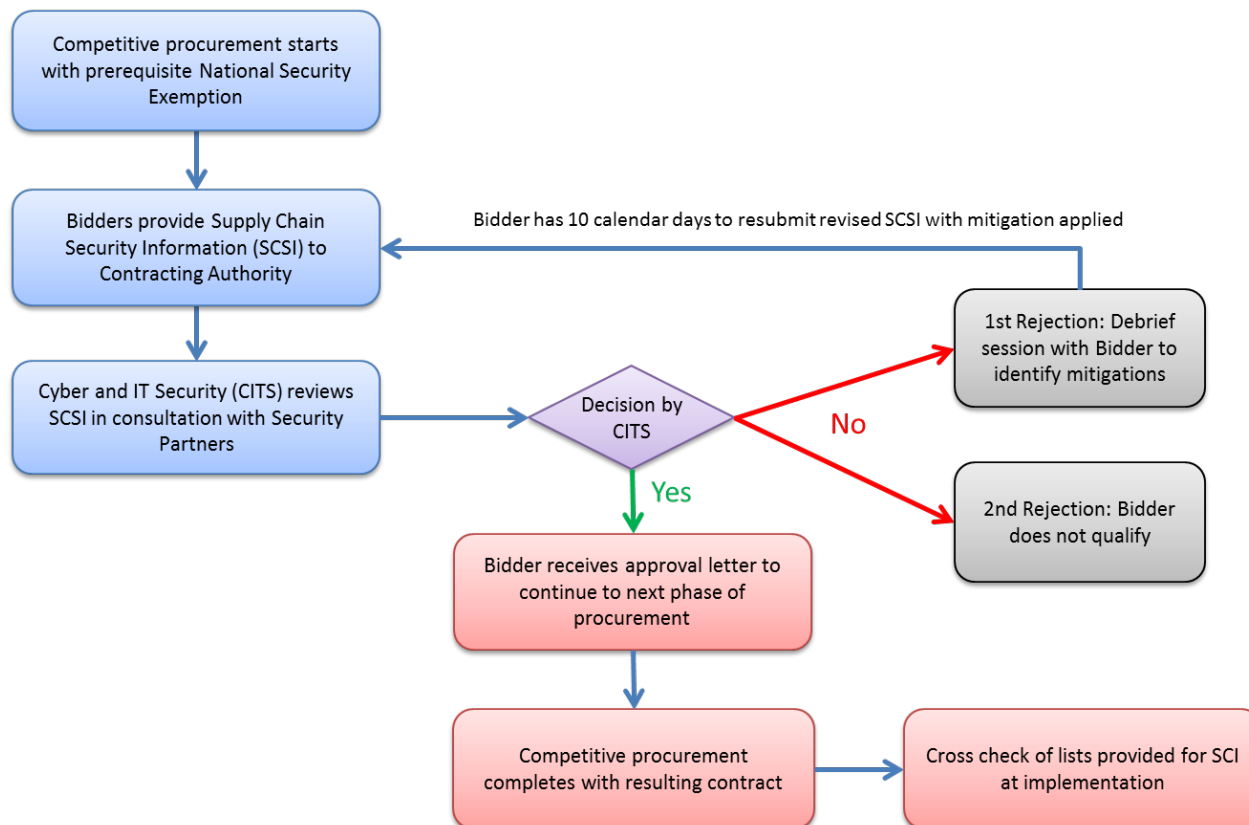 Competitive procurement starts
with prerequisite National Security
Exemption
Bidders provide Supply Chain
Security Information (SCSI) to
Contracting Authority
Bidder has 10 calendar days to resubmit revised SCSI with mitigation applied
1st Rejection: Debrief
session with Bidder to
identify mitigations
Cyber and IT Security (CITS) reviews
SCSI in consultation with Security
Partners
Decision by
CITS
No
Yes
2nd Rejection: Bidder
does not qualify
Bidder receives approval letter to
continue to next phase of
procurement
Competitive procurement
completes with resulting contract
Cross check of lists provided for SCI
at implementation